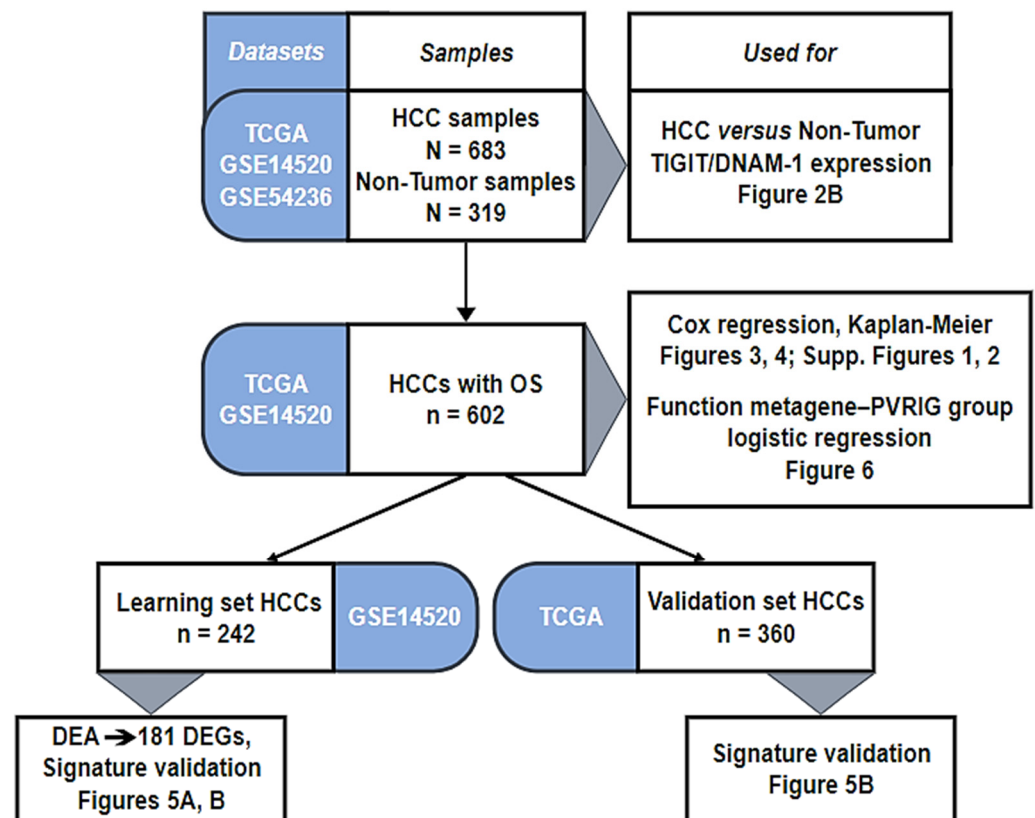 Datasets
Samples
Used for
TCGA
GSE14520
GSE54236
HCC samples
N = 683
Non-Tumor samples
N = 319
HCC versus Non-Tumor
TIGIT/DNAM-1 expression
Figure 2B
TCGA
GSE14520
HCCs with OS
n = 602
Cox regression, Kaplan-Meier
Figures 3, 4; Supp. Figures 1, 2
Function metagene–PVRIG group
logistic regression
Figure 6
Learning set HCCs
n = 242
GSE14520
TCGA
Validation set HCCs
n = 360
DEA ➔181 DEGs,
Signature validation
Figures 5A, B
Signature validation
Figure 5B